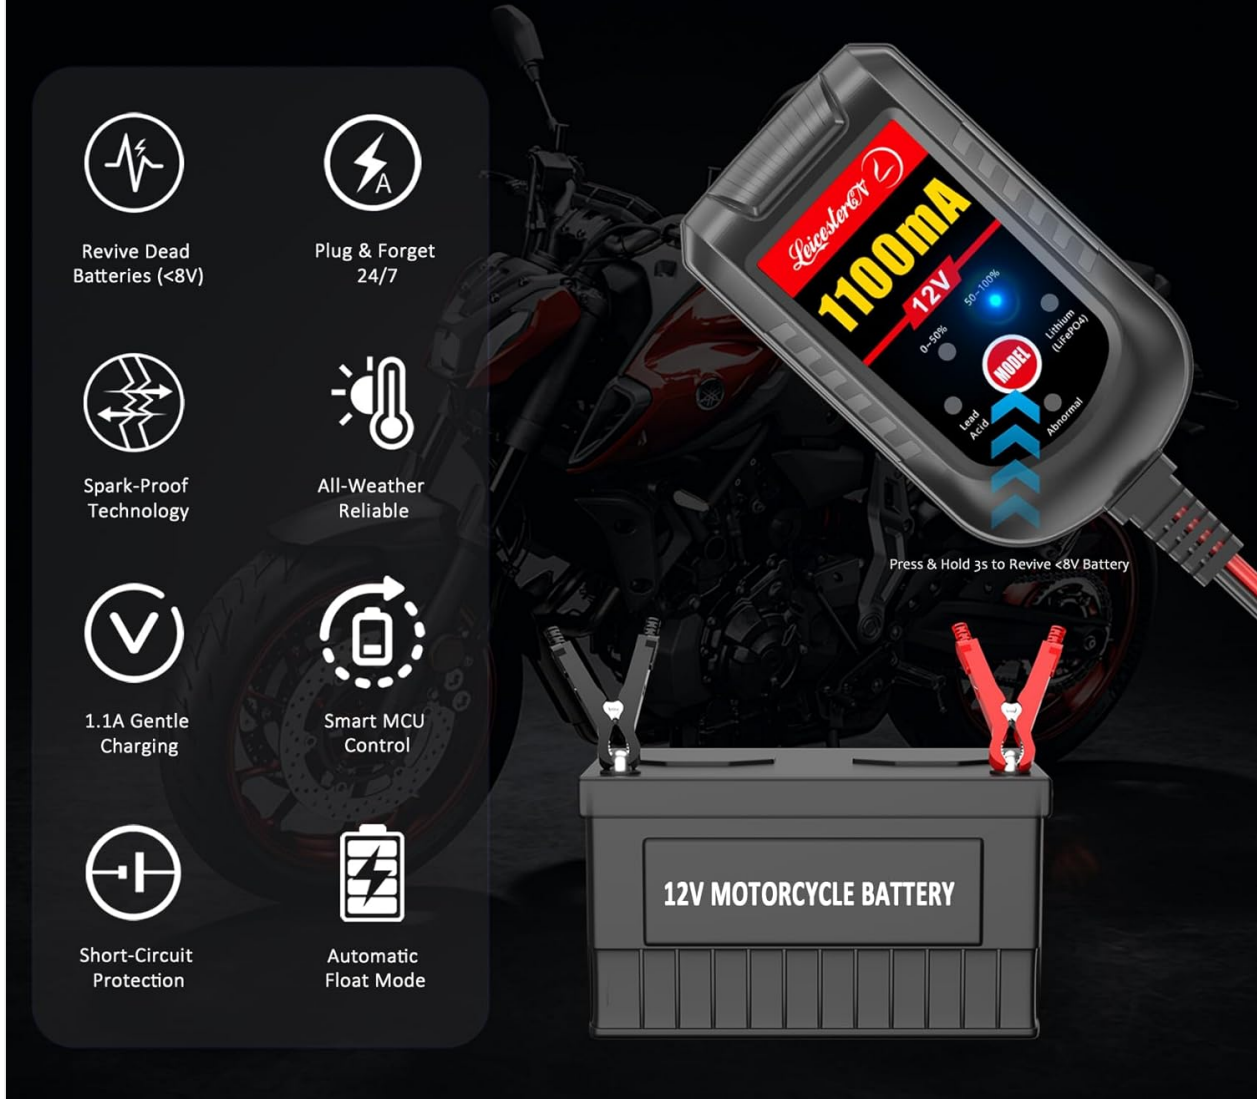 Revive Dead
Batteries (<8V)
Plug & Forget
24/7
Spark-Proof
Technology
All-Weather
Reliable
1.1A Gentle
Charging
Smart MCU
Control
Short-Circuit
Protection
Automatic
Float Mode
A
LeicesterCN
1100mA
12V
50~100%
0~50%
Lithium
(LiFePO4)
MODEL
Lead
Acid
Abnormal
Press & Hold 3s to Revive <8V Battery
12V MOTORCYCLE BATTERY